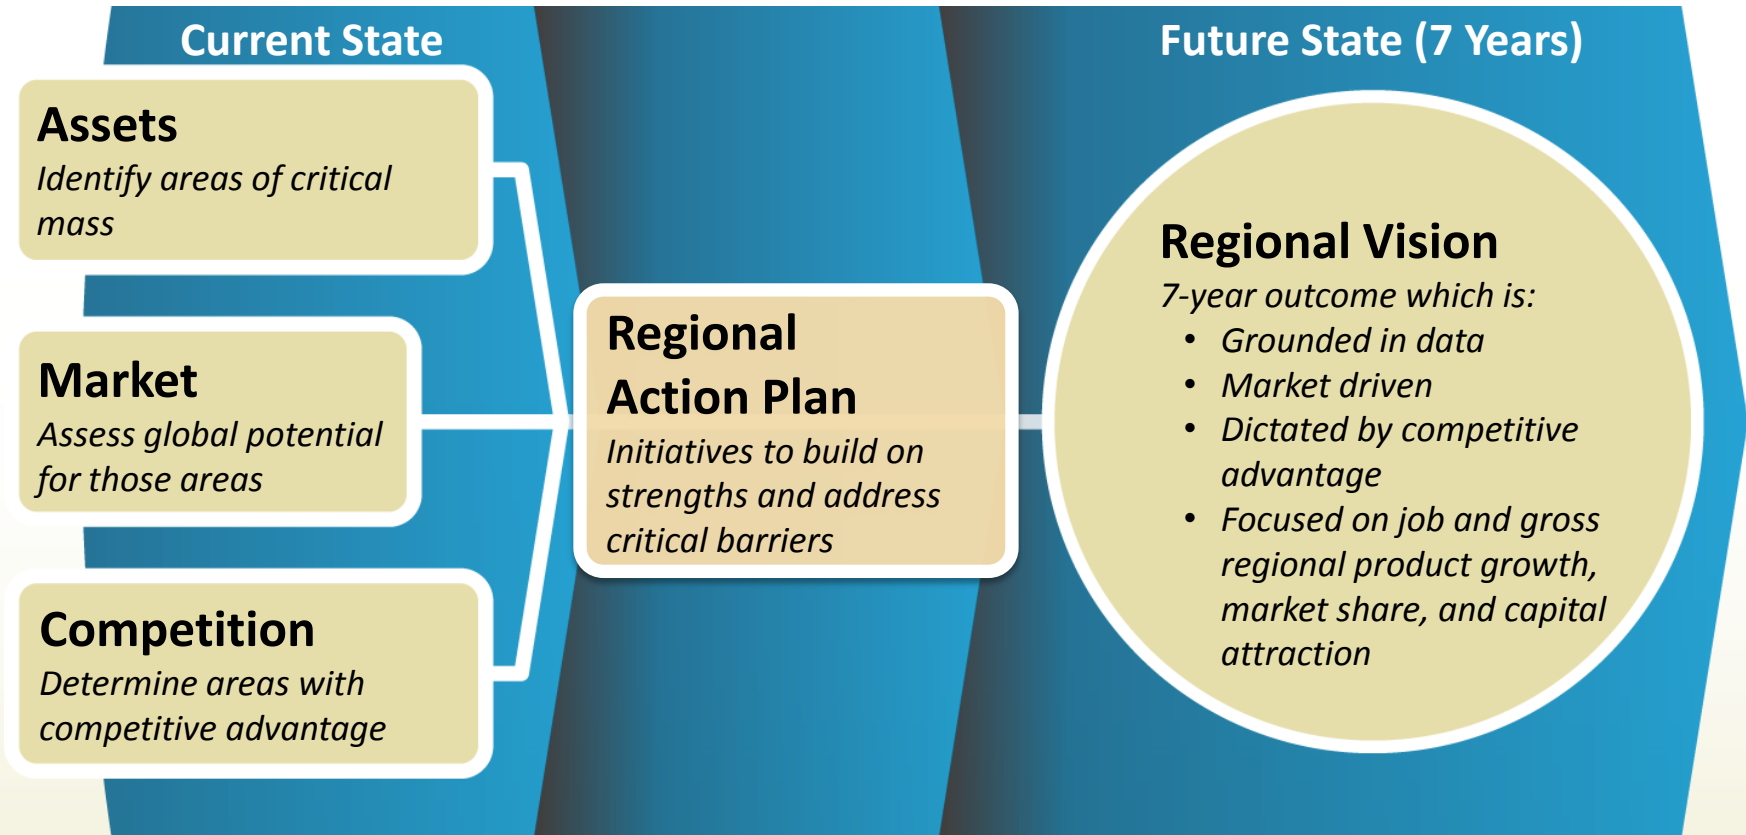 Current State
Future State (7 Years)
Assets
Identify areas of critical
mass
Market
Assess global potential
for those areas
Competition
Determine areas with
competitive advantage
Regional
Action Plan
Initiatives to build on
strengths and address
critical barriers
Regional Vision
7-year outcome which is:
• Grounded in data
• Market driven
• Dictated by competitive
advantage
• Focused on job and gross
regional product growth,
market share, and capital
attraction